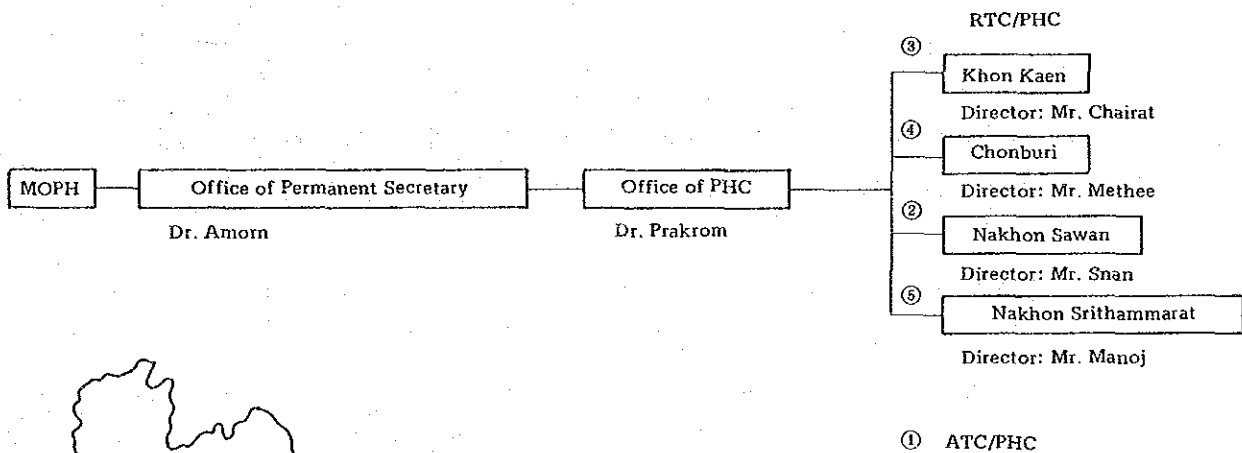 RTC/PHC
③
Khon Kaen
Director: Mr. Chairat
④
Chonburi
Director: Mr. Methee
MOPH
Office of Permanent Secretary
Office of PHC
Dr. Amorn
Dr. Prakrom
②
Nakhon Sawan
Director: Mr. Snan
⑤
Nakhon Srithammarat
Director: Mr. Manoj
① ATC/PHC